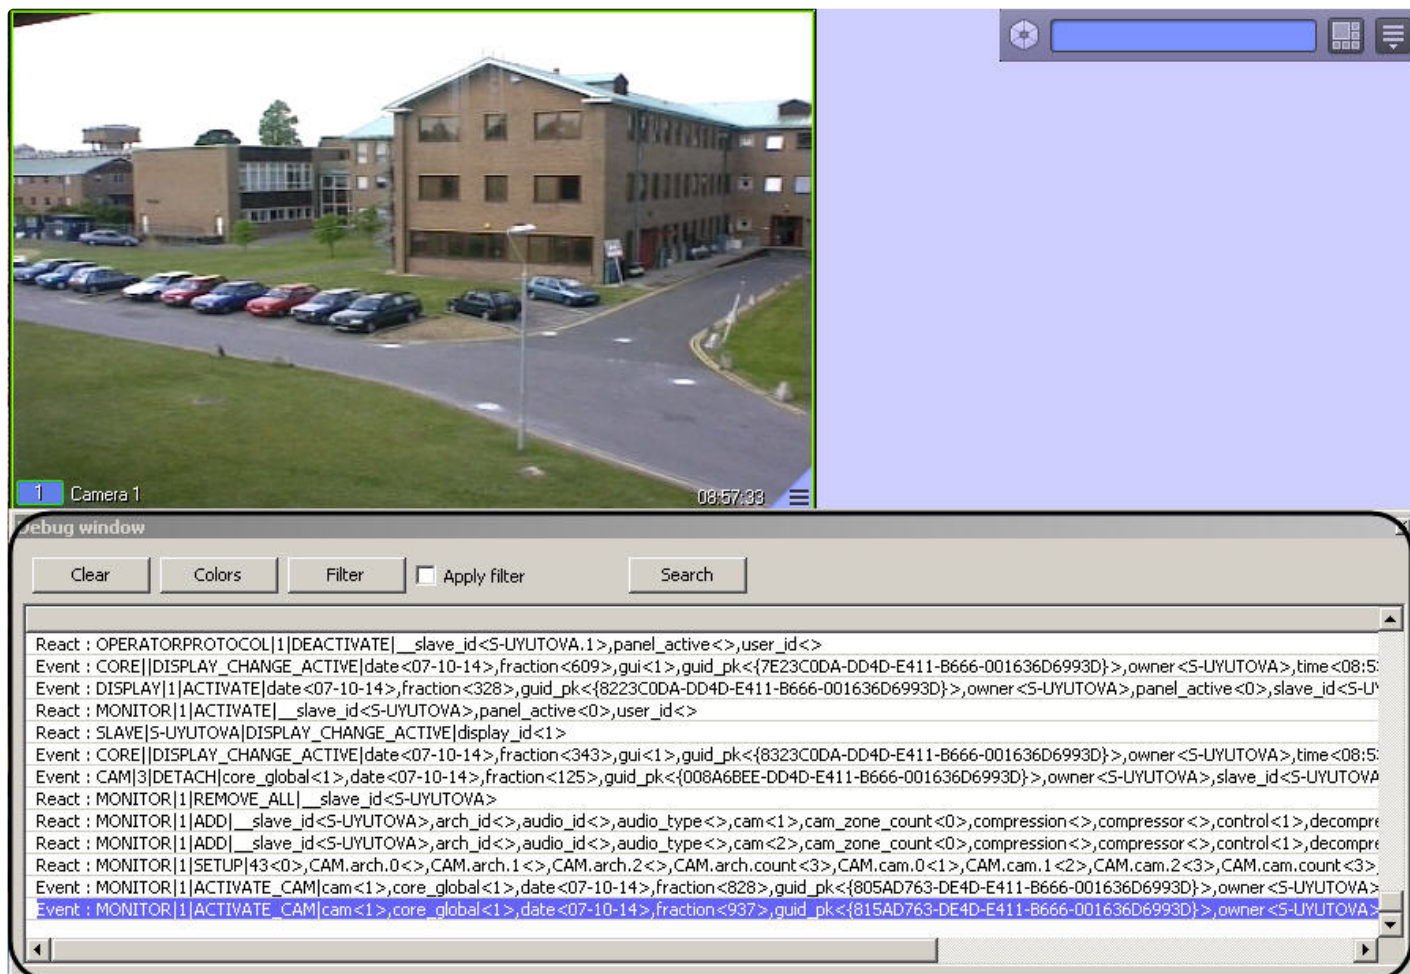 1 Camera 1 08:57:33
Debug window
Clear Colors Filter Apply filter Search
React : OPERATORPROTOCOL|1|DEACTIVATE|__slave_id<S-UYUTOVA.1>,panel_active<>,user_id<>
Event : CORE||DISPLAY_CHANGE_ACTIVE|date<07-10-14>,fraction<609>,gui<1>,guid_pk<{7E23C0DA-DD4D-E411-B666-001636D6993D}>,owner<S-UYUTOVA>,time<08:5
Event : DISPLAY|1|ACTIVATE|date<07-10-14>,fraction<328>,guid_pk<{8223C0DA-DD4D-E411-B666-001636D6993D}>,owner<S-UYUTOVA>,panel_active<0>,slave_id<S-UY
React : MONITOR|1|ACTIVATE|__slave_id<S-UYUTOVA>,panel_active<0>,user_id<>
React : SLAVE|S-UYUTOVA|DISPLAY_CHANGE_ACTIVE|display_id<1>
Event : CORE||DISPLAY_CHANGE_ACTIVE|date<07-10-14>,fraction<343>,gui<1>,guid_pk<{8323C0DA-DD4D-E411-B666-001636D6993D}>,owner<S-UYUTOVA>,time<08:5
Event : CAM|3|DETACH|core_global<1>,date<07-10-14>,fraction<125>,guid_pk<{008A6BEE-DD4D-E411-B666-001636D6993D}>,owner<S-UYUTOVA>,slave_id<S-UYUTOVA
React : MONITOR|1|REMOVE_ALL|__slave_id<S-UYUTOVA>
React : MONITOR|1|ADD|__slave_id<S-UYUTOVA>,arch_id<>,audio_id<>,audio_type<>,cam<1>,cam_zone_count<0>,compression<>,compressor<>,control<1>,decompre
React : MONITOR|1|ADD|__slave_id<S-UYUTOVA>,arch_id<>,audio_id<>,audio_type<>,cam<2>,cam_zone_count<0>,compression<>,compressor<>,control<1>,decompre
React : MONITOR|1|SETUP|43<0>,CAM.arch.0<>,CAM.arch.1<>,CAM.arch.2<>,CAM.arch.count<3>,CAM.cam.0<1>,CAM.cam.1<2>,CAM.cam.2<3>,CAM.cam.count<3>,
Event : MONITOR|1|ACTIVATE_CAM|cam<1>,core_global<1>,date<07-10-14>,fraction<828>,guid_pk<{805AD763-DE4D-E411-B666-001636D6993D}>,owner<S-UYUTOVA>
Event : MONITOR|1|ACTIVATE_CAM|cam<1>,core_global<1>,date<07-10-14>,fraction<937>,guid_pk<{815AD763-DE4D-E411-B666-001636D6993D}>,owner<S-UYUTOVA>